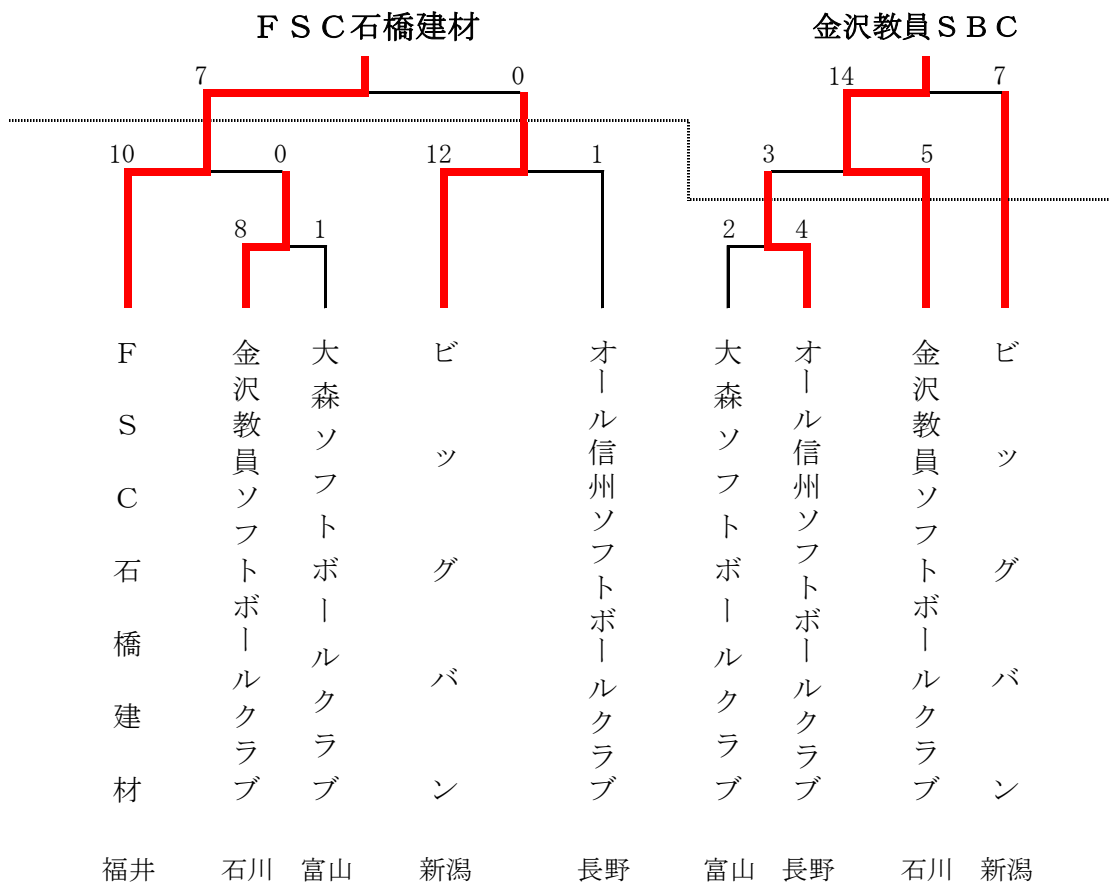 ＦＳＣ石橋建材 金沢教員ＳＢＣ
7 0 14 7
10 0 12 1 3 5
8 1 2 4
ＦＳＣ石橋建材
金沢教員ソフトボールクラブ
大森ソフトボールクラブ
ビッグバン
オール信州ソフトボールクラブ
大森ソフトボールクラブ
オール信州ソフトボールクラブ
金沢教員ソフトボールクラブ
ビッグバン
福井 石川 富山 新潟 長野 富山 長野 石川 新潟